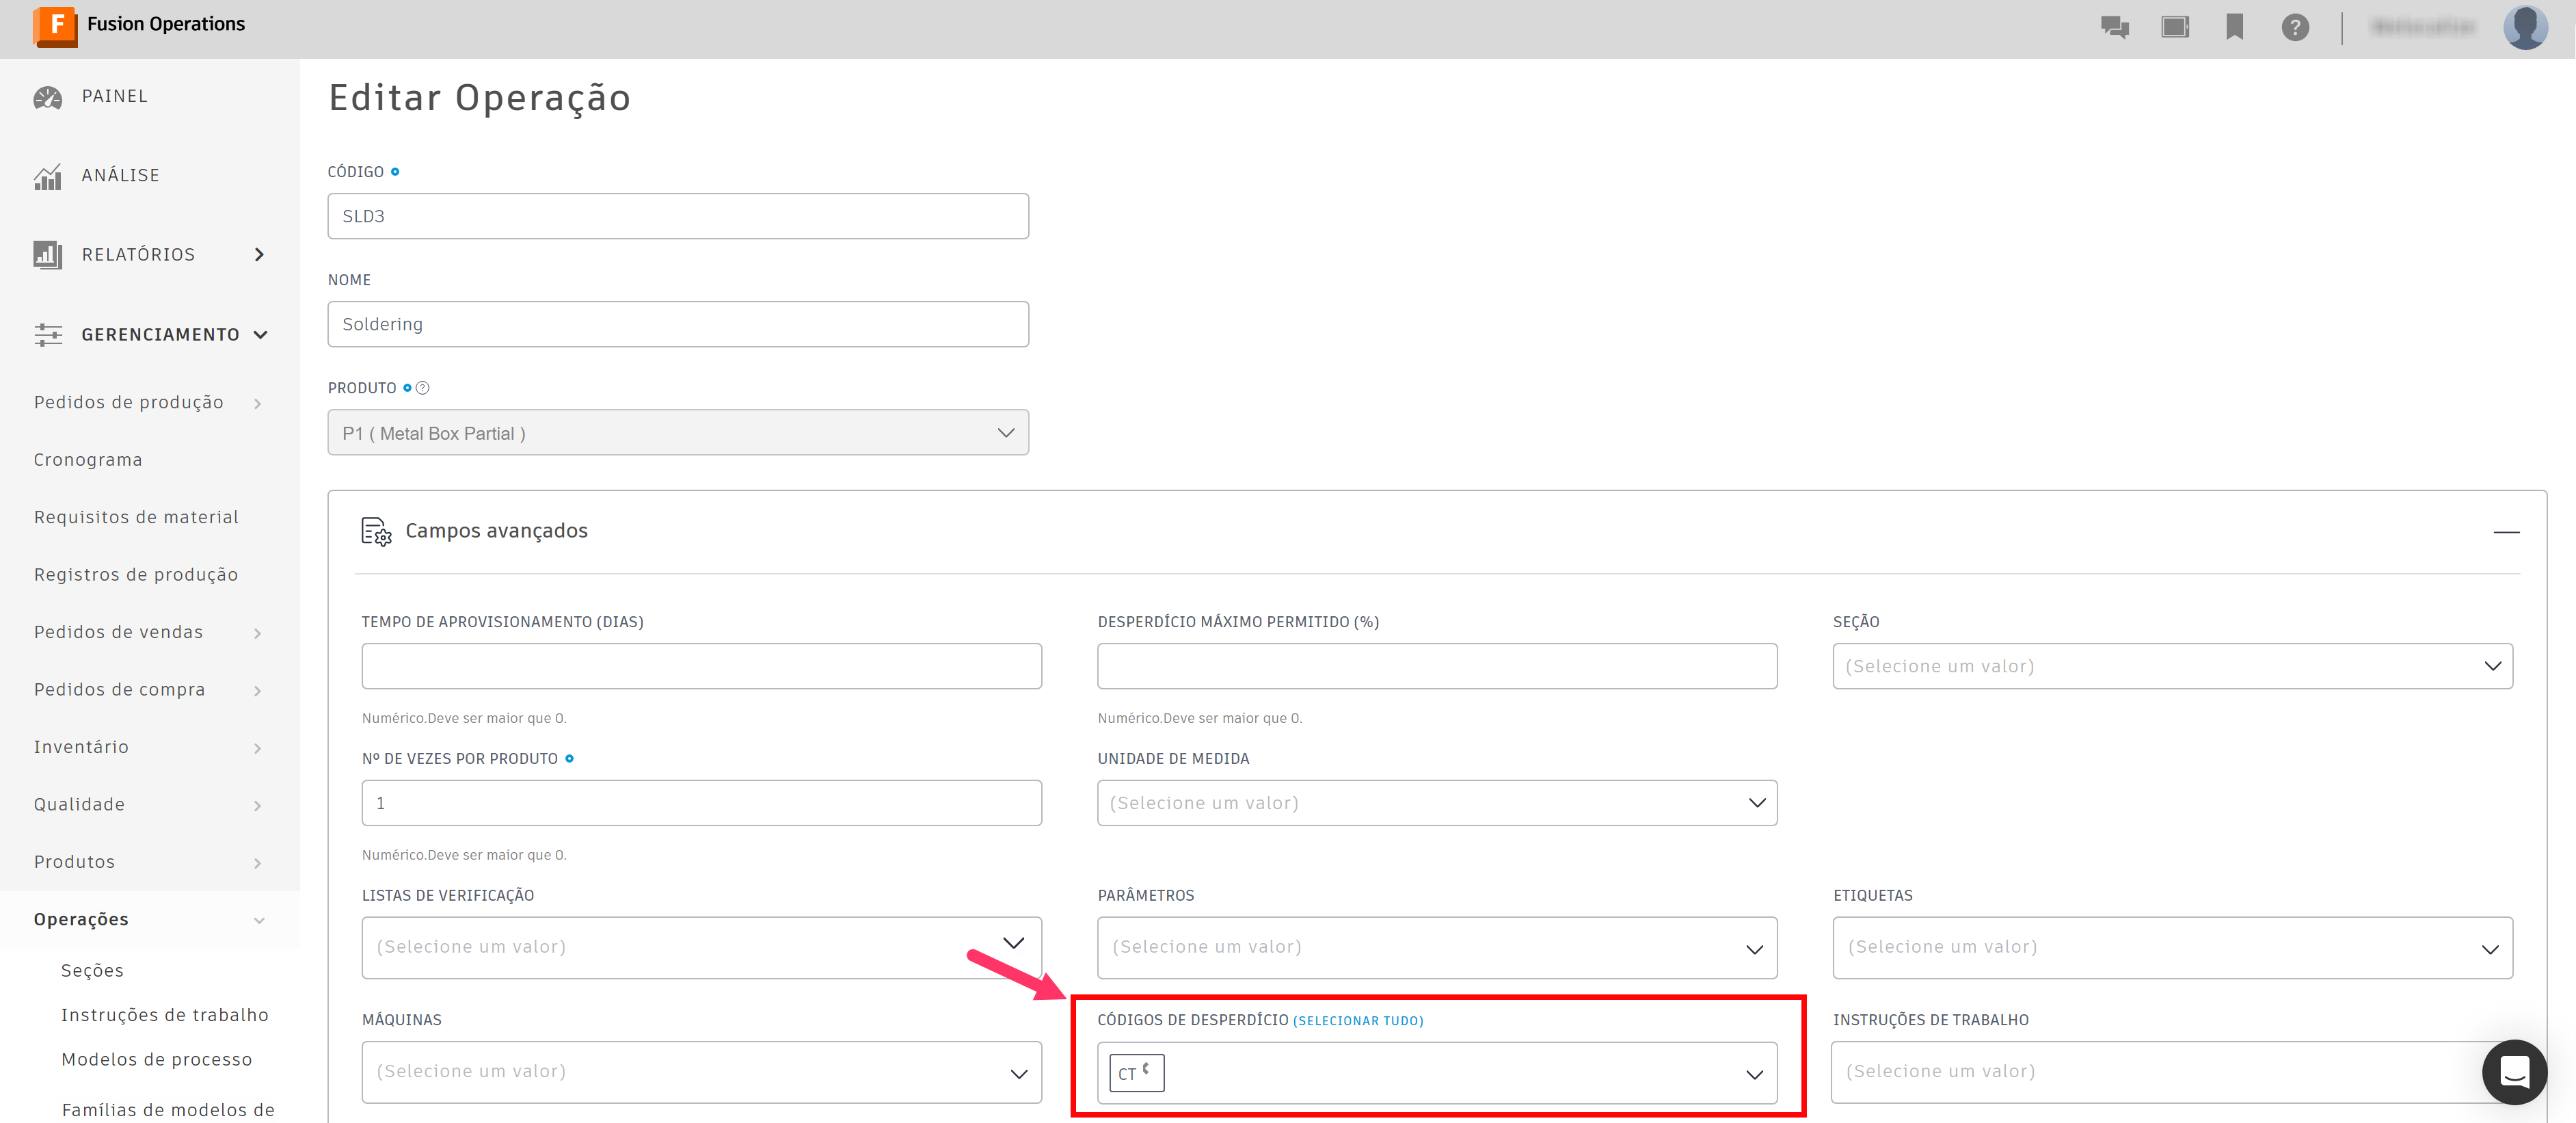 F Fusion Operations
?
PAINEL
ANÁLISE
RELATÓRIOS
GERENCIAMENTO
Pedidos de produção
Cronograma
Requisitos de material
Registros de produção
Pedidos de vendas
Pedidos de compra
Inventário
Qualidade
Produtos
Operações
Seções
Instruções de trabalho
Modelos de processo
Famílias de modelos de
Editar Operação
CÓDIGO
SLD3
NOME
Soldering
PRODUTO ?
P1 ( Metal Box Partial )
Campos avançados
TEMPO DE APROVISIONAMENTO (DIAS)
Numérico.Deve ser maior que 0.
DESPERDÍCIO MÁXIMO PERMITIDO (%)
Numérico.Deve ser maior que 0.
SEÇÃO
(Selecione um valor)
Nº DE VEZES POR PRODUTO
1
Numérico.Deve ser maior que 0.
UNIDADE DE MEDIDA
(Selecione um valor)
LISTAS DE VERIFICAÇÃO
(Selecione um valor)
PARÂMETROS
(Selecione um valor)
ETIQUETAS
(Selecione um valor)
MÁQUINAS
(Selecione um valor)
CÓDIGOS DE DESPERDÍCIO (SELECIONAR TUDO)
CT
INSTRUÇÕES DE TRABALHO
(Selecione um valor)